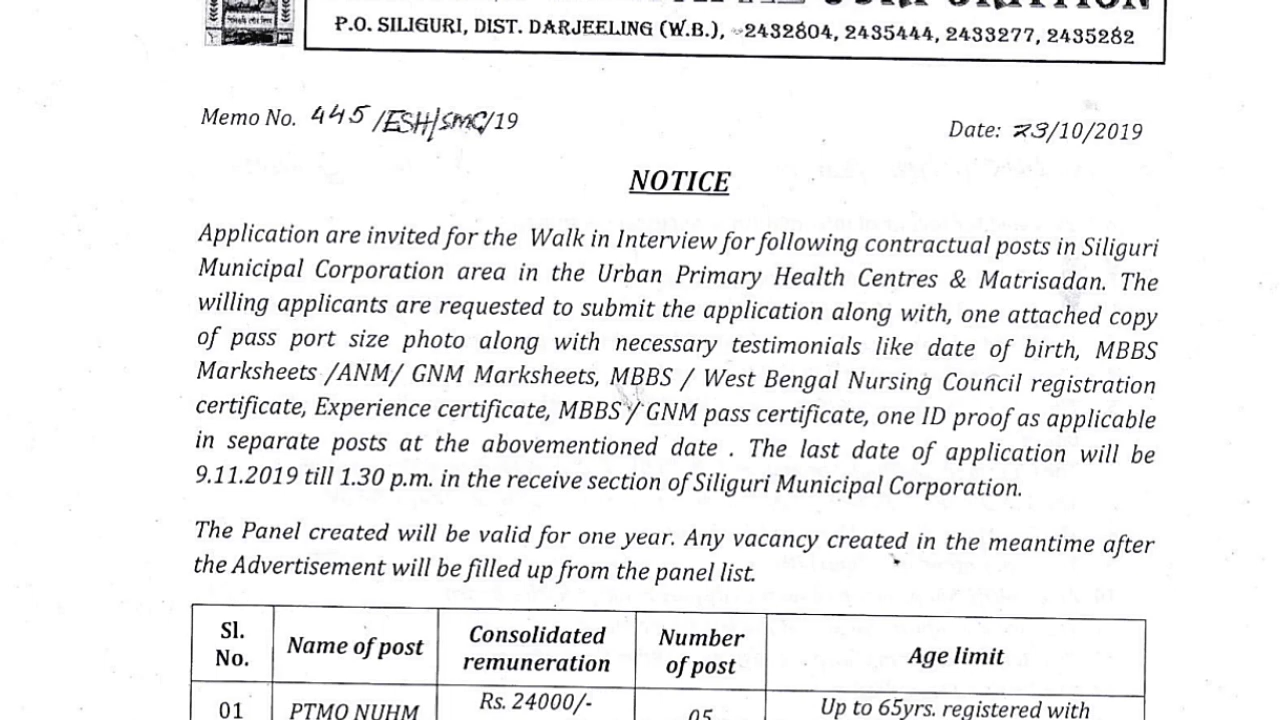 P.O. SILIGURI, DIST. DARJEELING (W.B.), 2432804, 2435444, 2433277, 2435282
Memo No. 445/ESH/SMC/19
Date: 23/10/2019
NOTICE
Application are invited for the Walk in Interview for following contractual posts in Siliguri
Municipal Corporation area in the Urban Primary Health Centres & Matrisadan. The
willing applicants are requested to submit the application along with, one attached copy
of pass port size photo along with necessary testimonials like date of birth, MBBS
Marksheets /ANM/ GNM Marksheets, MBBS / West Bengal Nursing Council registration
certificate, Experience certificate, MBBS / GNM pass certificate, one ID proof as applicable
in separate posts at the abovementioned date . The last date of application will be
9.11.2019 till 1.30 p.m. in the receive section of Siliguri Municipal Corporation.
The Panel created will be valid for one year. Any vacancy created in the meantime after
the Advertisement will be filled up from the panel list.
Sl. No. Name of post Consolidated remuneration Number of post Age limit
01 PTMO NUHM Rs. 24000/- 05 Up to 65yrs. registered with